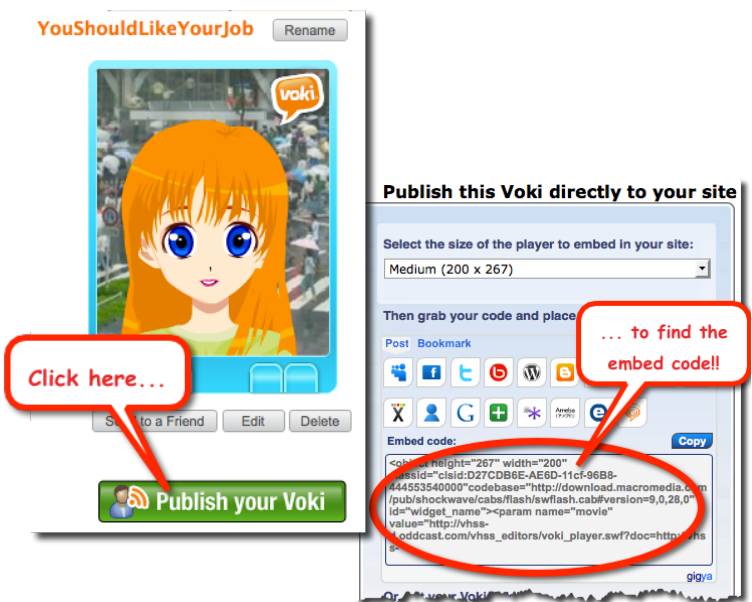 YouShouldLikeYourJob
Rename
voki
Click here...
to a Friend
Edit
Delete
Publish your Voki
Publish this Voki directly to your site
Select the size of the player to embed in your site:
Medium (200 x 267)
Then grab your code and place
... to find the
embed code!!
Post Bookmark
Ameba
Embed code:
Copy
<object height="267" width="200"
classid="clsid:D27CDB6E-AE6D-11cf-96B8-
444553540000"codebase="http://download.macromedia.com
/pub/shockwave/cabs/flash/swflash.cab#version=9,0,28,0"
id="widget_name"><param name="movie"
value="http://vhss-
d.oddcast.com/vhss_editors/voki_player.swf?doc=http://vhs
s-
gigya